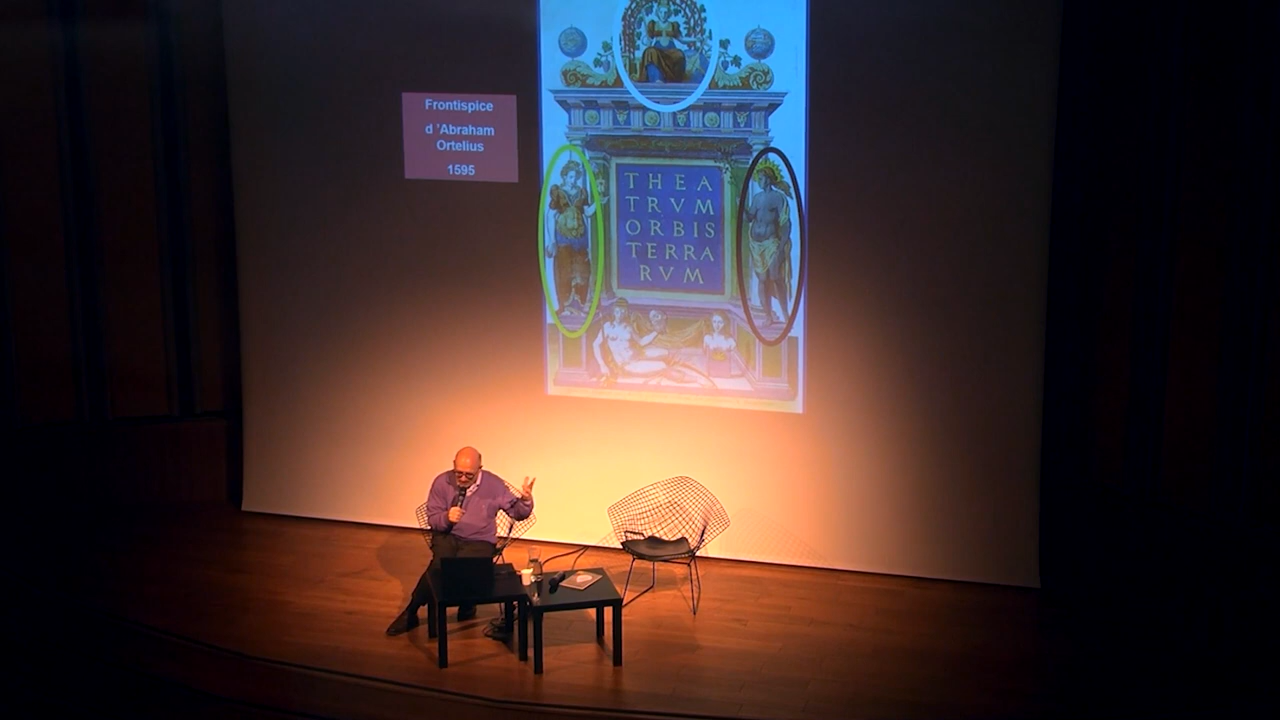 Frontispice
d 'Abraham
Ortelius
1595
THEA
TRVM
ORBIS
TERRA
RVM